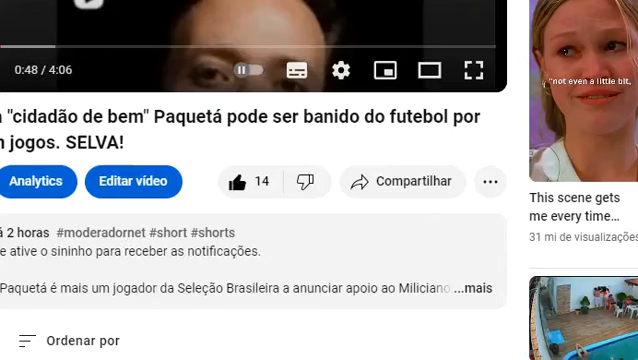 "not even a little bit,
0:48 / 4:06
"cidadão de bem" Paquetá pode ser banido do futebol por
jogos. SELVA!
Analytics
Editar vídeo
14
Compartilhar
This scene gets
me every time…
31 mi de visualizações
2 horas #moderadornet #short #shorts
e ative o sininho para receber as notificações.
Paquetá é mais um jogador da Seleção Brasileira a anunciar apoio ao Miliciano ...mais
Ordenar por